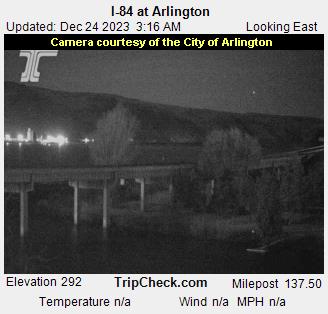 I-84 at Arlington
Updated: Dec 24 2023 3:16 AM Looking East
Camera courtesy of the City of Arlington
Elevation 292 TripCheck.com Milepost 137.50
Temperature n/a Wind n/a MPH n/a